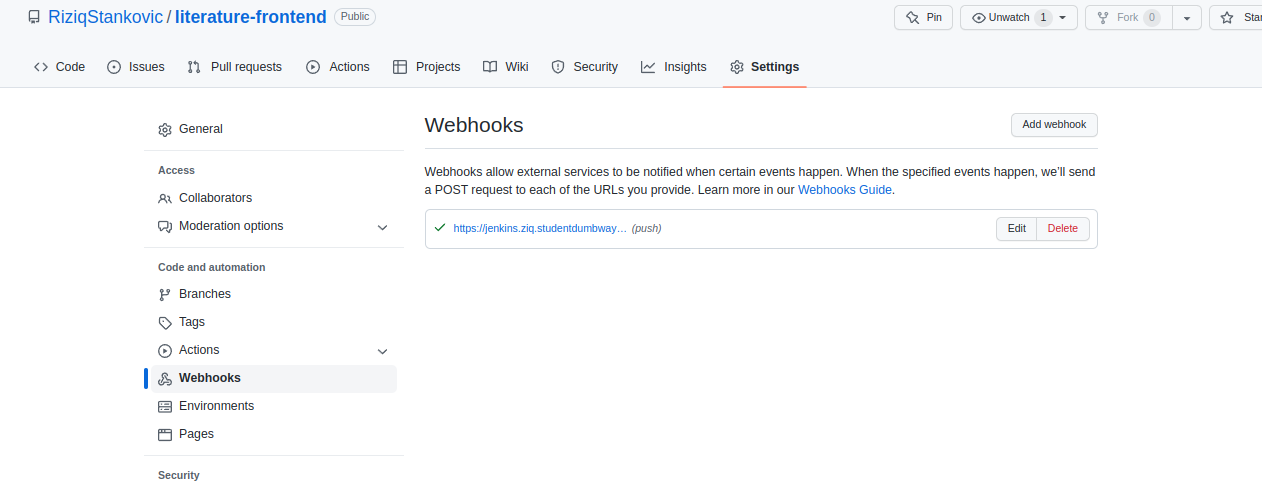 RiziqStankovic / literature-frontend Public
Pin
Unwatch 1
Fork 0
Code
Issues
Pull requests
Actions
Projects
Wiki
Security
Insights
Settings
General
Access
Collaborators
Moderation options
Code and automation
Branches
Tags
Actions
Webhooks
Environments
Pages
Security
Webhooks
Add webhook
Webhooks allow external services to be notified when certain events happen. When the specified events happen, we'll send
a POST request to each of the URLs you provide. Learn more in our Webhooks Guide.
https://jenkins.ziq.studentdumbway… (push)
Edit
Delete